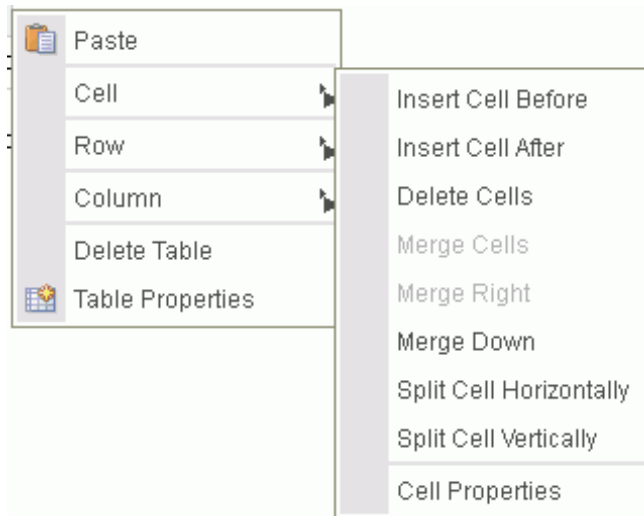 Paste
Cell
Row
Column
Delete Table
Table Properties
Insert Cell Before
Insert Cell After
Delete Cells
Merge Cells
Merge Right
Merge Down
Split Cell Horizontally
Split Cell Vertically
Cell Properties